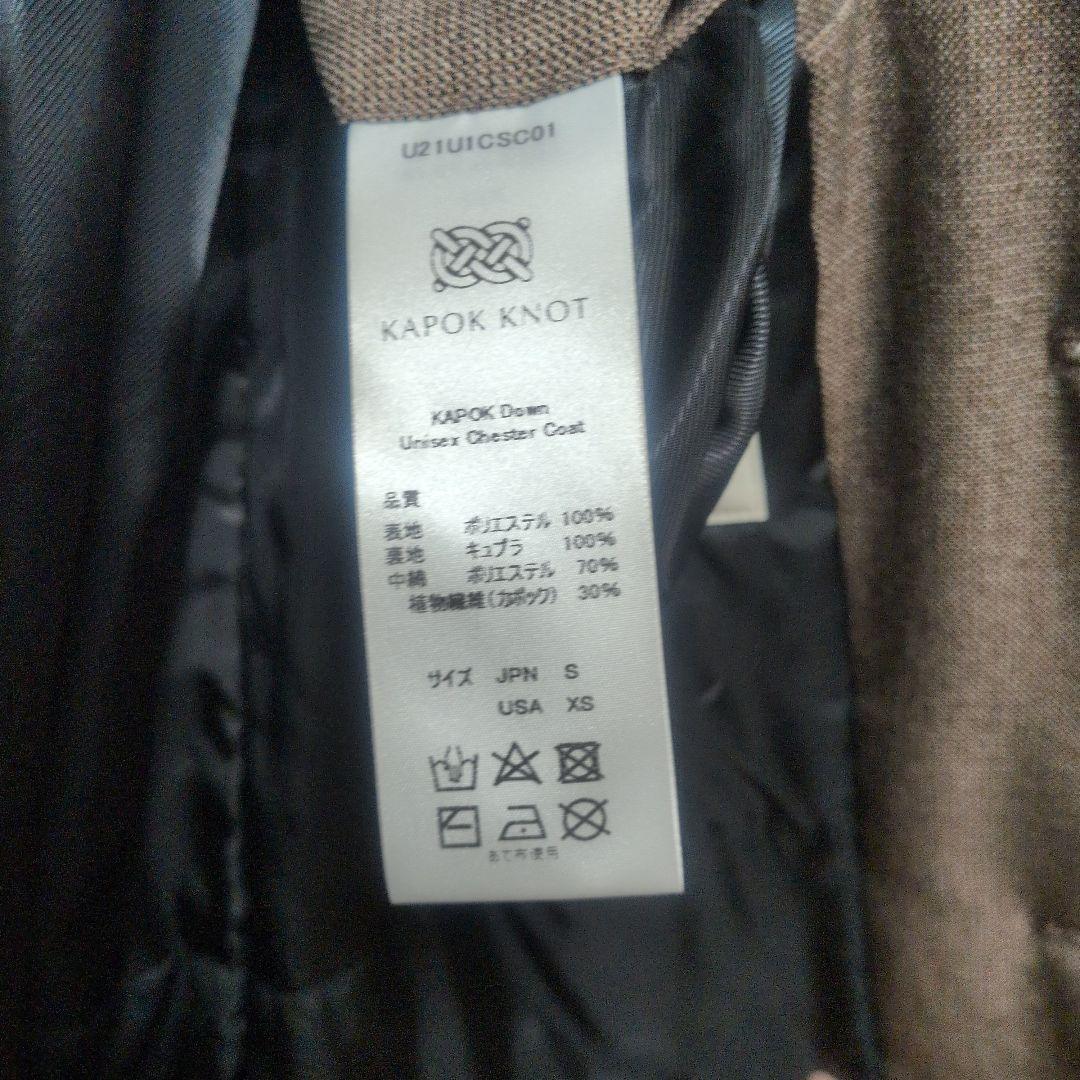 U21U1CSC01
KAPOK KNOT
KAPOK Down
Unisex Chester Coat
品質
表地 ポリエステル 100%
裏地 キュプラ 100%
中綿 ポリエステル 70%
植物繊維(カポック) 30%
サイズ JPN S
USA XS
あて布使用